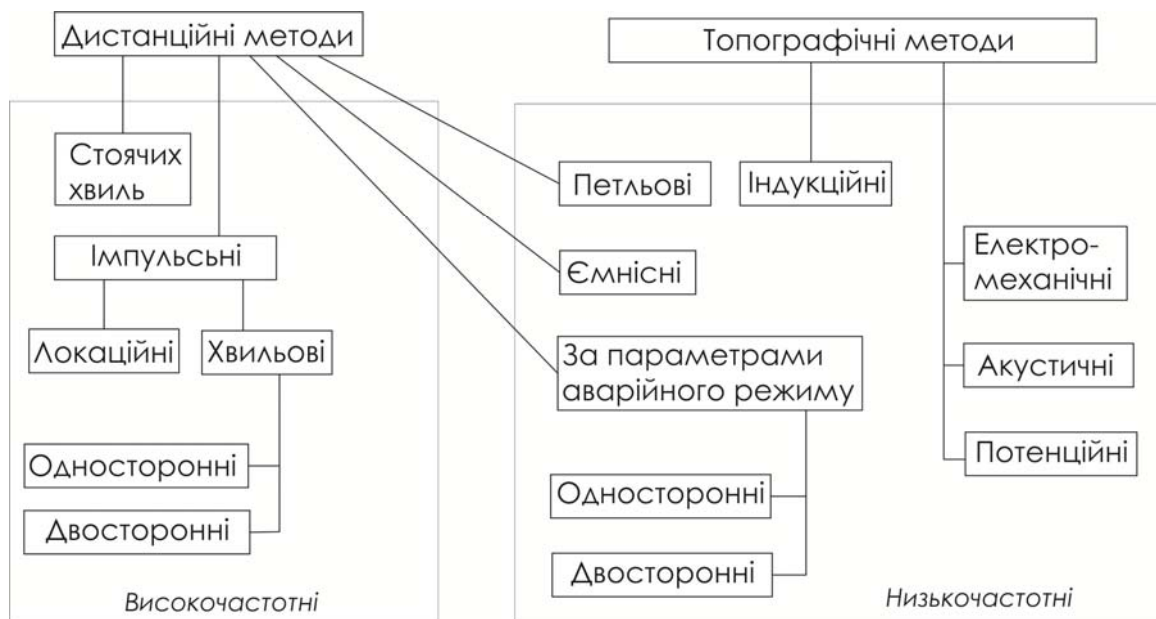 Дистанційні методи
Топографічні методи
Стоячих
хвиль
Петльові
Індукційні
Імпульсьні
Електро-
механічні
Ємнісні
Локаційні
Хвильові
За параметрами
аварійного режиму
Акустичні
Односторонні
Потенційні
Односторонні
Двосторонні
Двосторонні
Високочастотні
Низькочастотні